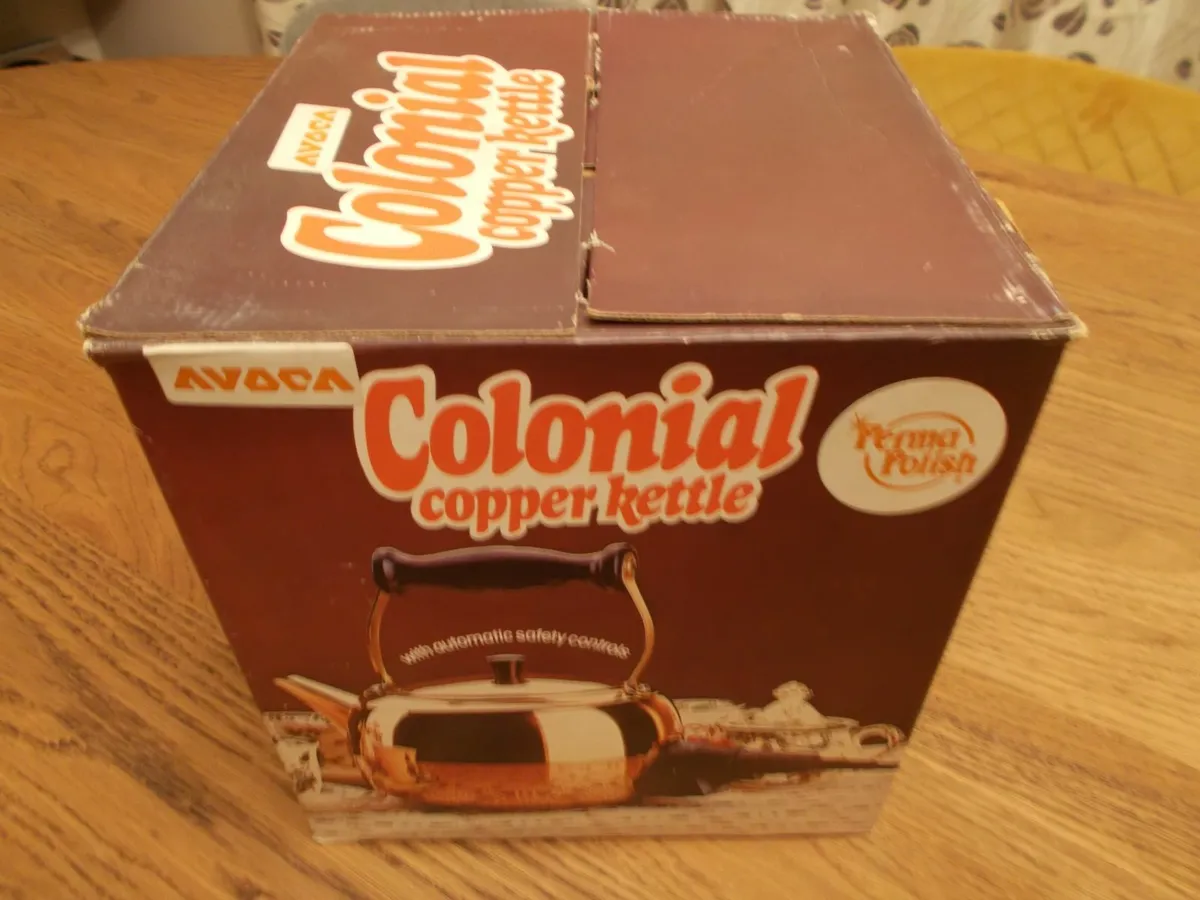 AVOCA
Colonial
copper kettle
AVOCA
Colonial
copper kettle
Perma
Polish
with automatic safety controls